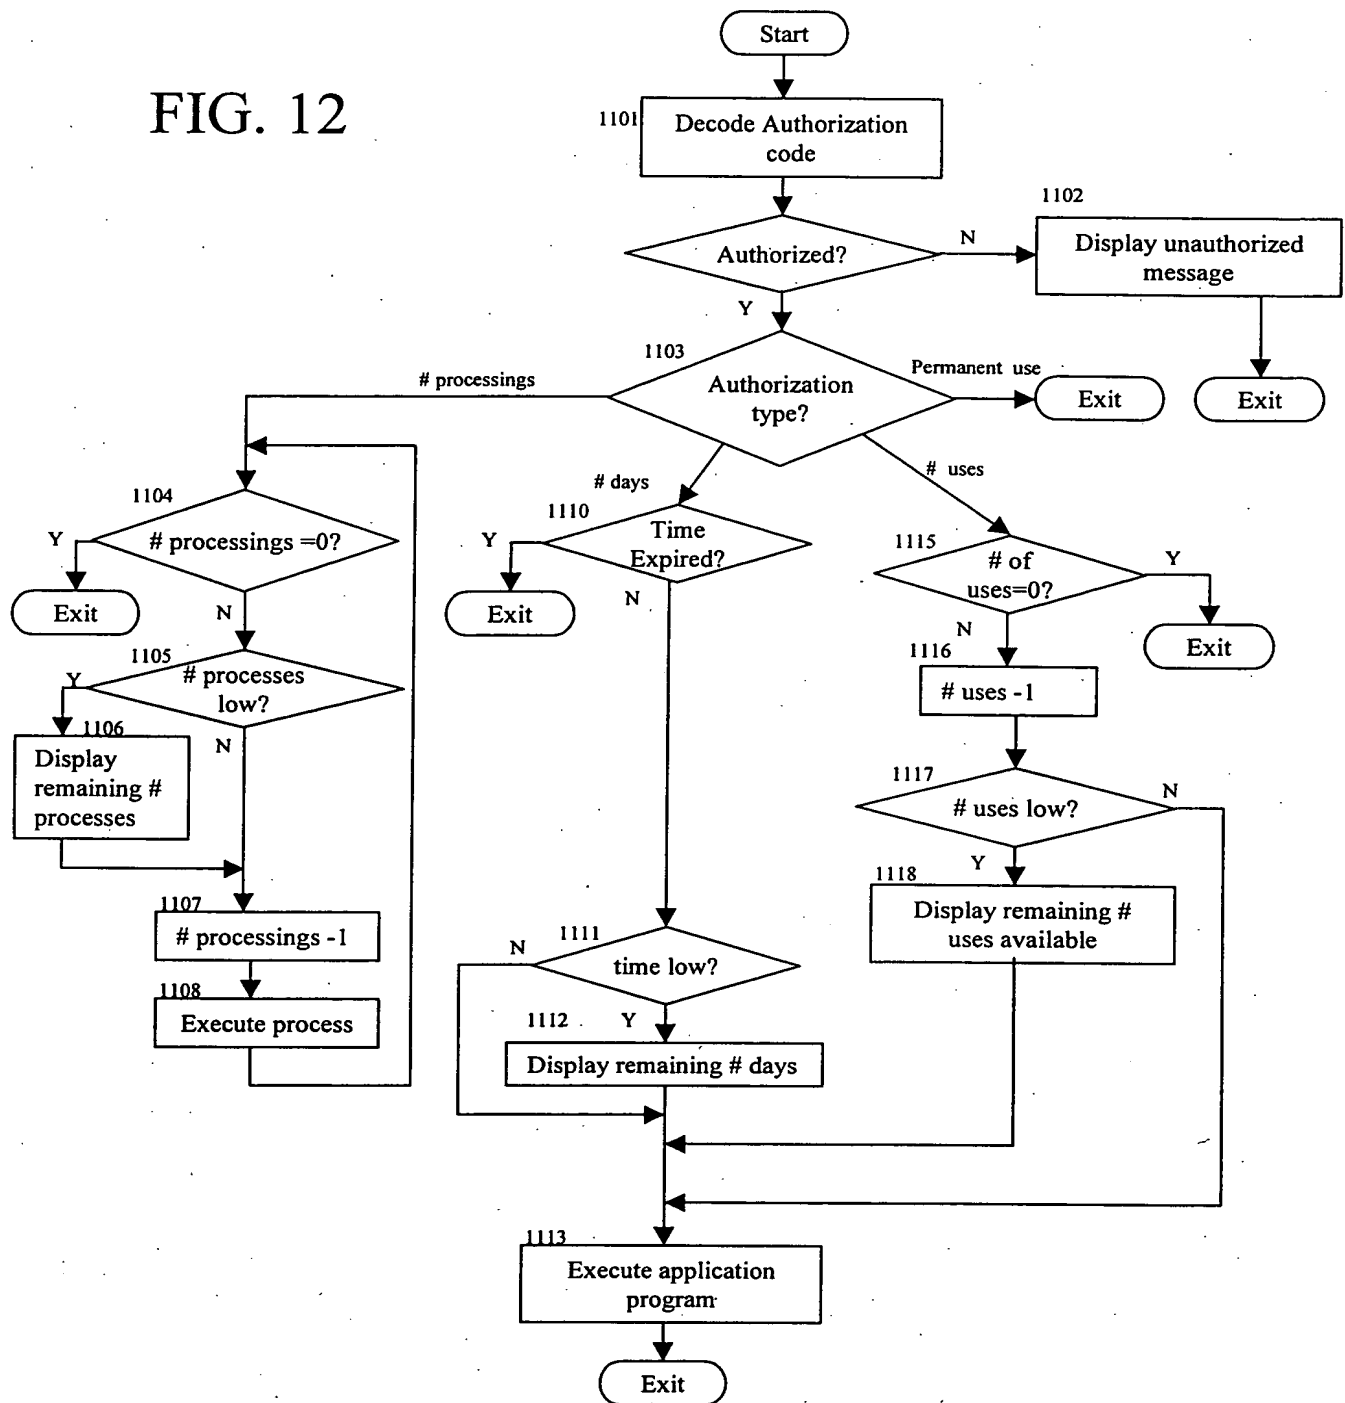 Start
FIG. 12
1101
Decode Authorization
code
1102
Authorized?
N
Display unauthorized
message
Y
1103
# processings
Authorization
type?
Permanent use
Exit
Exit
# days
# uses
1104
# processings =0?
Y
Exit
N
1110
Time
Expired?
Y
Exit
N
1115
# of
uses=0?
Y
Exit
N
1105
# processes
low?
Y
N
1106
Display
remaining #
processes
1116
# uses -1
1117
# uses low?
N
Y
1118
Display remaining #
uses available
1107
# processings -1
1108
Execute process
1111
time low?
N
Y
1112
Display remaining # days
1113
Execute application
program
Exit